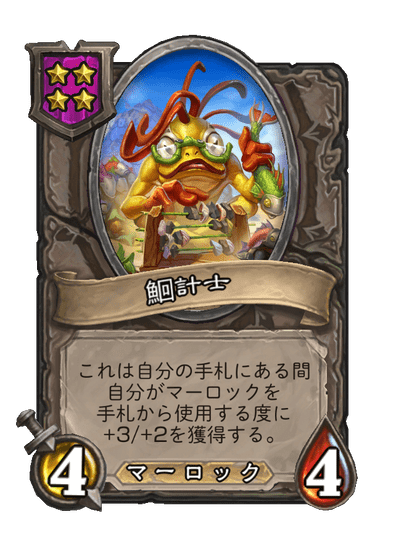 鮰計士
これは自分の手札にある間
自分がマーロックを
手札から使用する度に
+3/+2を獲得する。
4
マーロック
4